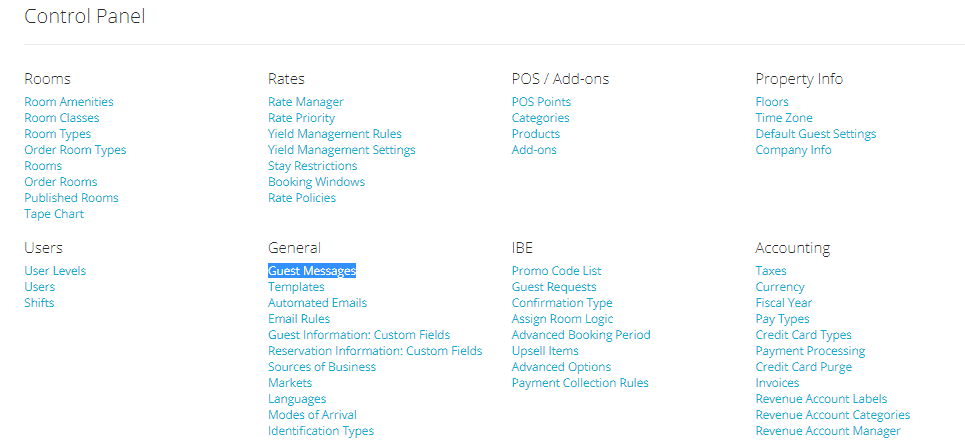 Control Panel
Rooms
Room Amenities
Room Classes
Room Types
Order Room Types
Rooms
Order Rooms
Published Rooms
Tape Chart
Rates
Rate Manager
Rate Priority
Yield Management Rules
Yield Management Settings
Stay Restrictions
Booking Windows
Rate Policies
POS / Add-ons
POS Points
Categories
Products
Add-ons
Property Info
Floors
Time Zone
Default Guest Settings
Company Info
Users
User Levels
Users
Shifts
General
Guest Messages
Templates
Automated Emails
Email Rules
Guest Information: Custom Fields
Reservation Information: Custom Fields
Sources of Business
Markets
Languages
Modes of Arrival
Identification Types
IBE
Promo Code List
Guest Requests
Confirmation Type
Assign Room Logic
Advanced Booking Period
Upsell Items
Advanced Options
Payment Collection Rules
Accounting
Taxes
Currency
Fiscal Year
Pay Types
Credit Card Types
Payment Processing
Credit Card Purge
Invoices
Revenue Account Labels
Revenue Account Categories
Revenue Account Manager